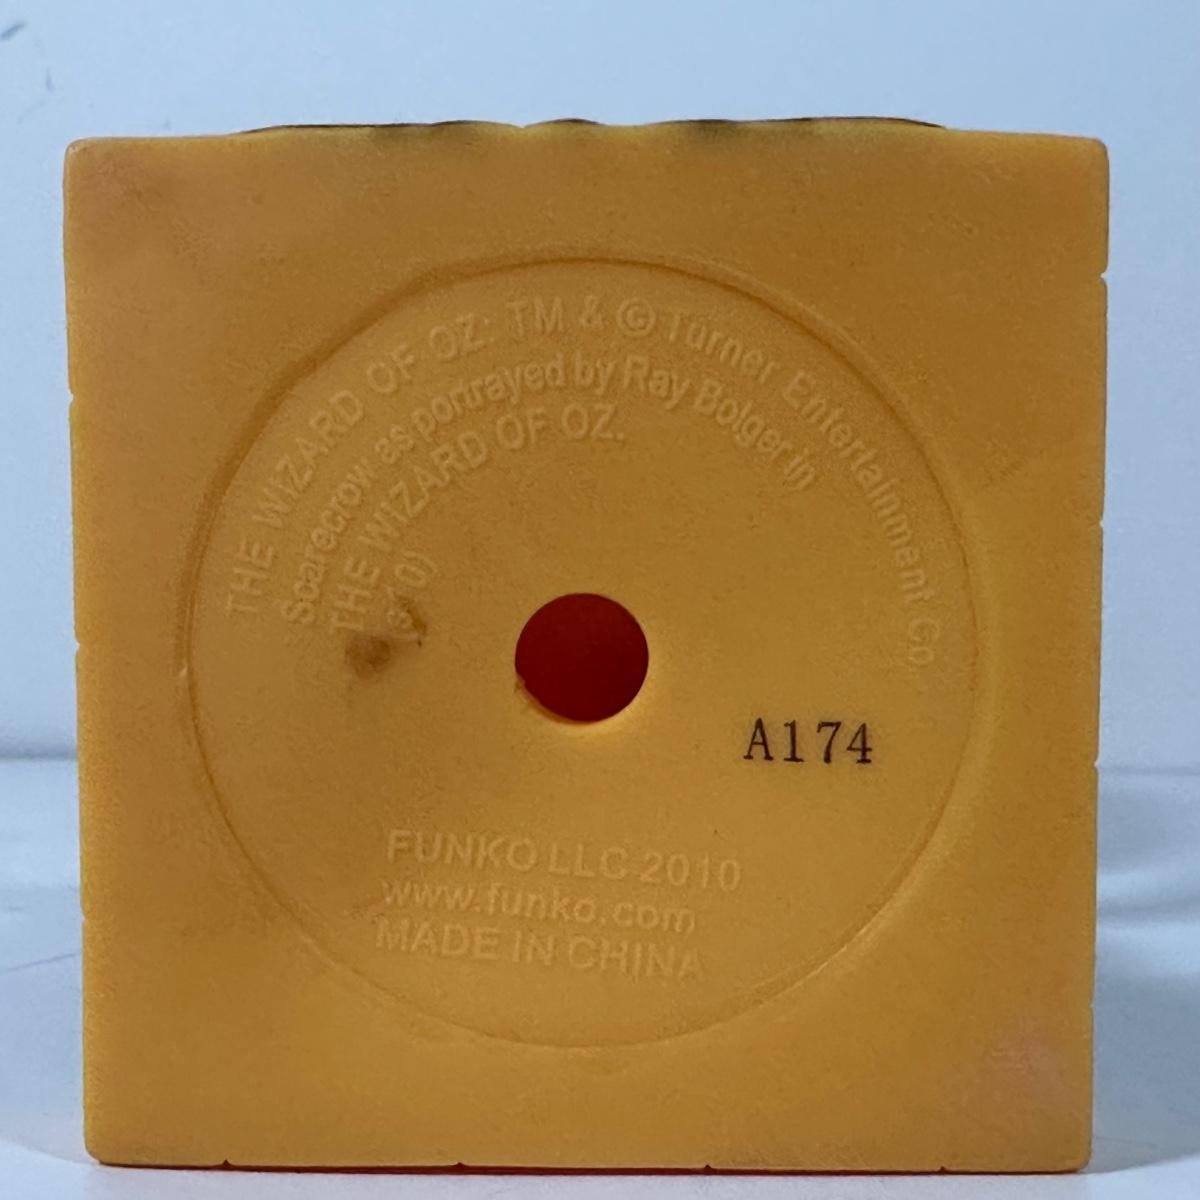 THE WIZARD OF OZ: TM & © Turner Entertainment Co.
Scarecrow as portrayed by Ray Bolger in
THE WIZARD OF OZ.
(s10)
A174
FUNKO LLC 2010
www.funko.com
MADE IN CHINA